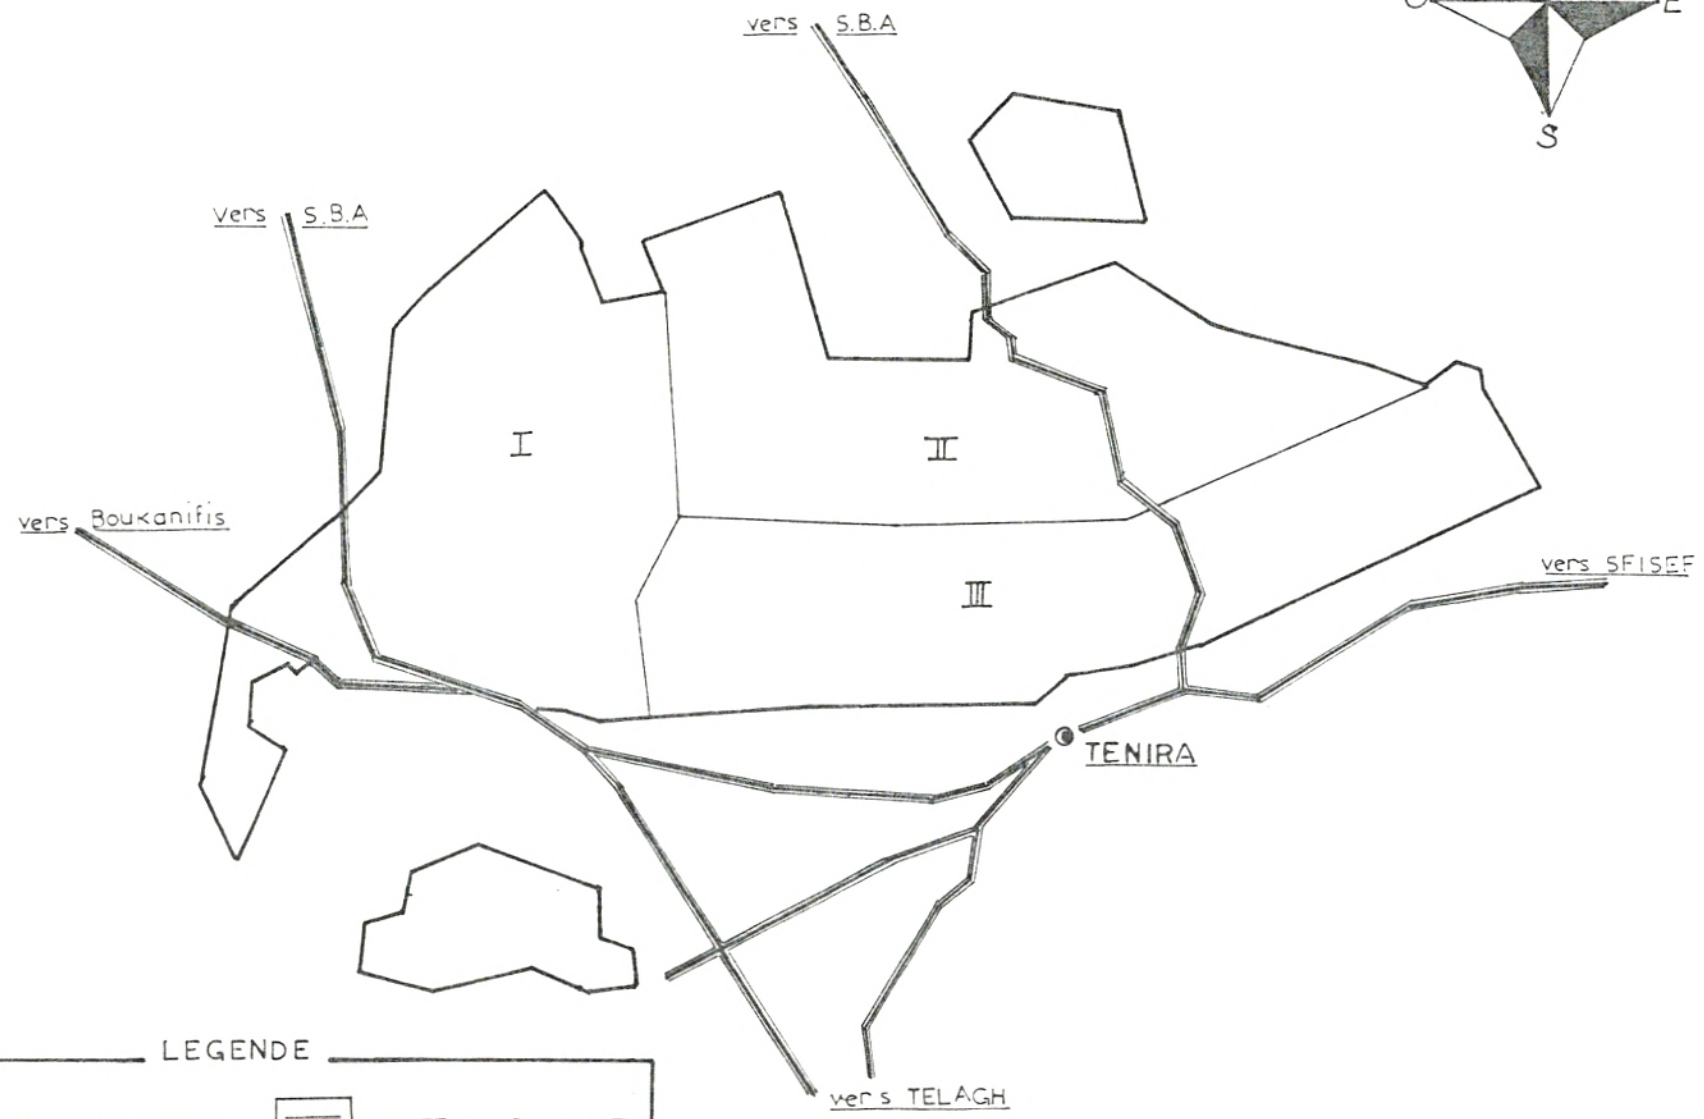 vers S.B.A
E
S
vers S.B.A
I
II
vers Boukanifis
III
vers SFISEF
TENIRA
LEGENDE
vers TELAGH